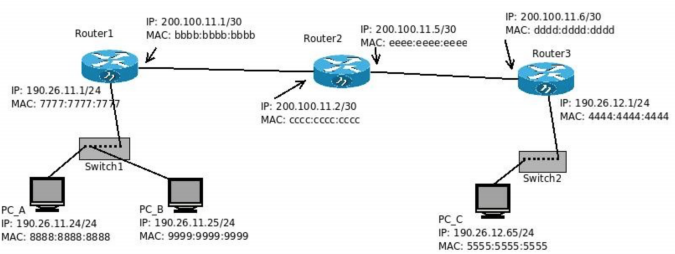 IP: 200.100.11.1/30
MAC: bbbb:bbbb:bbbb
Router1
IP: 190.26.11.1/24
MAC: 7777:7777:7777
Router2
IP: 200.100.11.5/30
MAC: eeee:eeee:eeee
IP: 200.100.11.2/30
MAC: cccc:cccc:cccc
IP: 200.100.11.6/30
MAC: dddd:dddd:dddd
Router3
IP: 190.26.12.1/24
MAC: 4444:4444:4444
Switch1
Switch2
PC_A
IP: 190.26.11.24/24
MAC: 8888:8888:8888
PC_B
IP: 190.26.11.25/24
MAC: 9999:9999:9999
PC_C
IP: 190.26.12.65/24
MAC: 5555:5555:5555